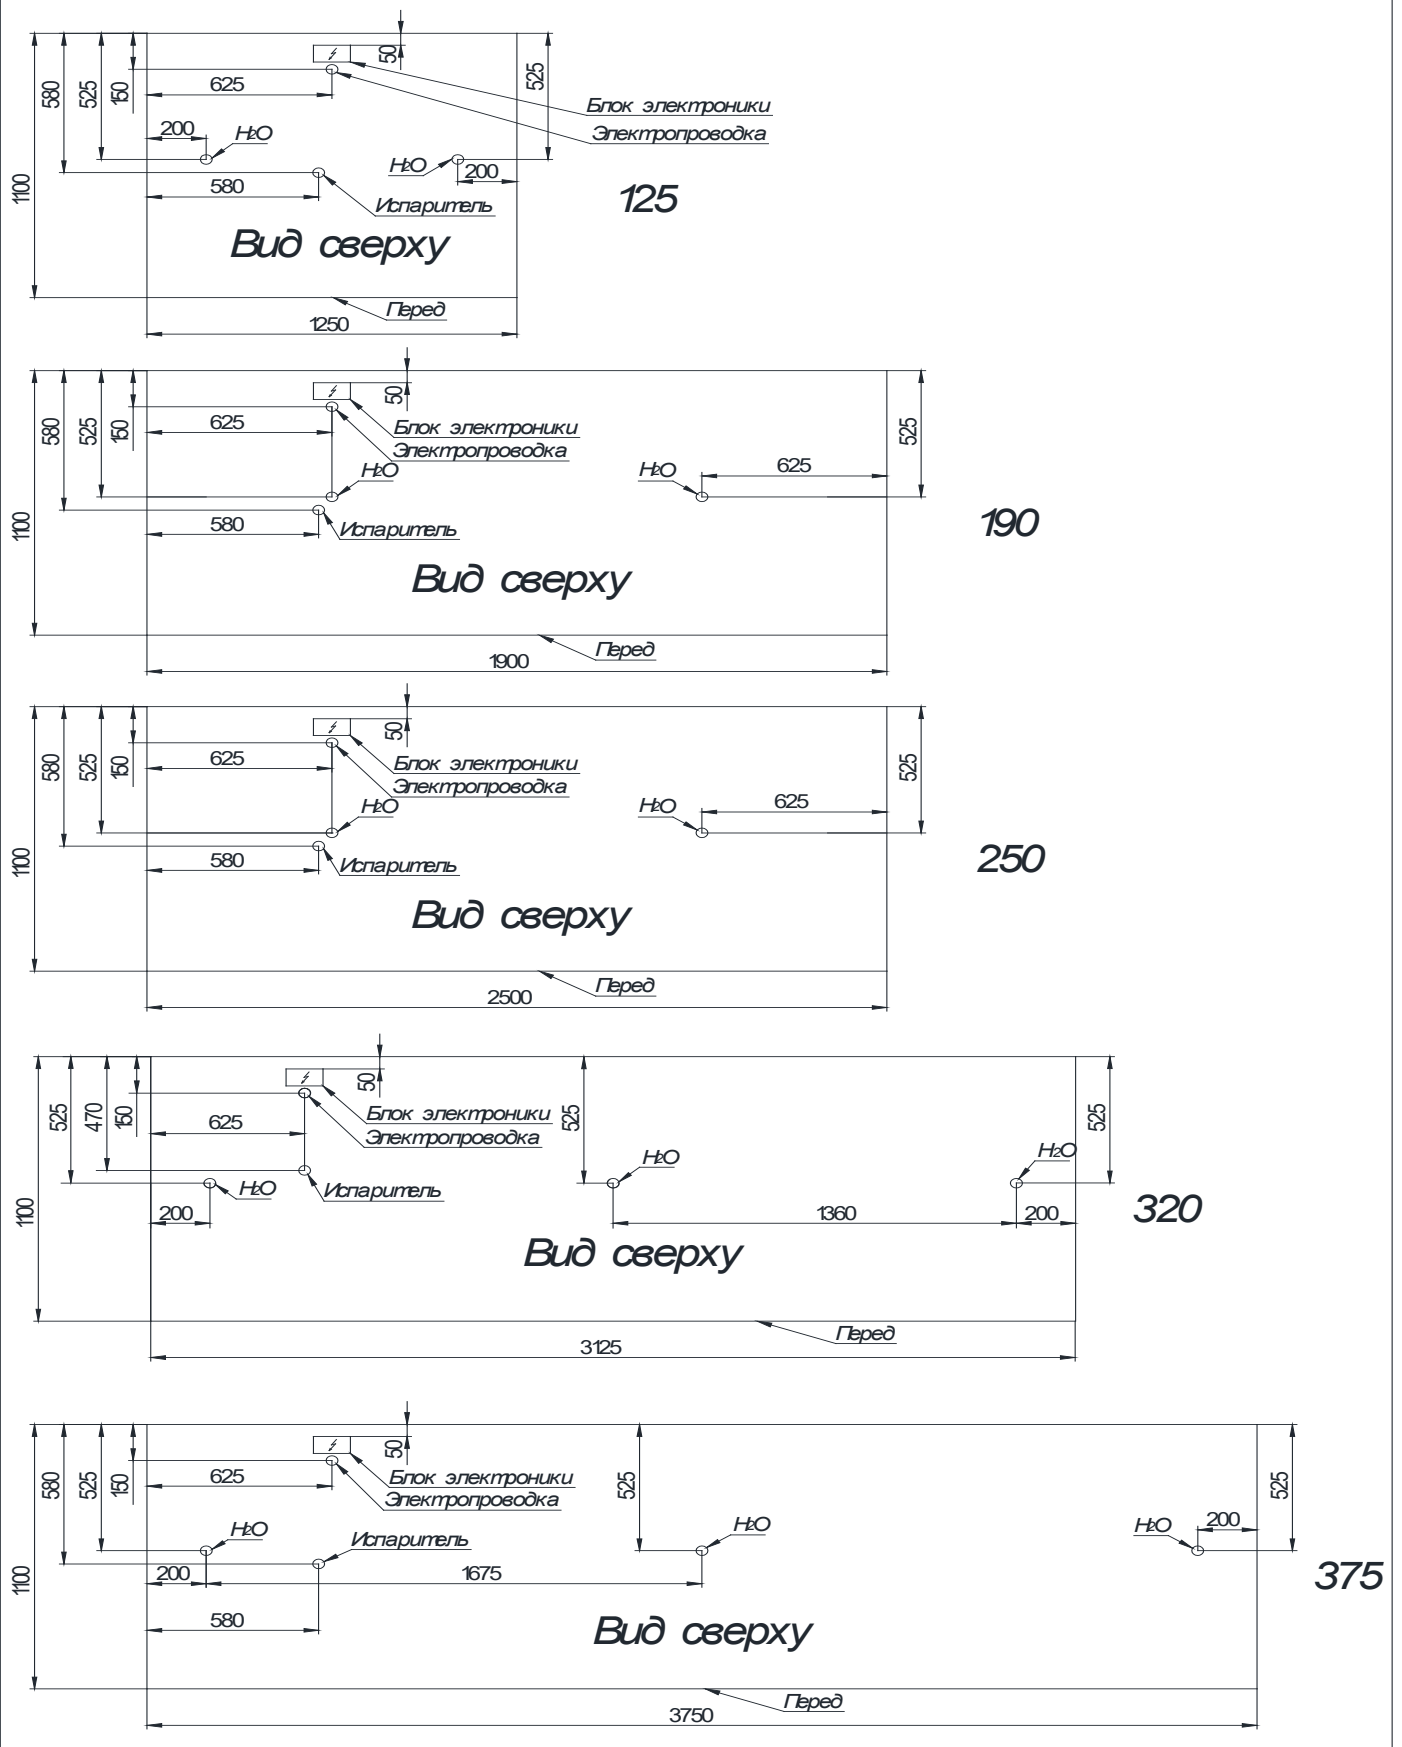 50
580
525
150
625
525
Блок электроники
Электропроводка
200
H2O
H2O
200
1100
580
Испаритель
125
Вид сверху
Перед
1250
50
580
525
150
625
Блок электроники
Электропроводка
525
H2O
H2O
625
1100
580
Испаритель
190
Вид сверху
Перед
1900
50
580
525
150
625
Блок электроники
Электропроводка
525
H2O
H2O
625
1100
580
Испаритель
250
Вид сверху
Перед
2500
50
525
470
150
625
Блок электроники
Электропроводка
525
525
H2O
H2O
H2O
Испаритель
1100
200
1360
200
320
Вид сверху
Перед
3125
50
580
525
150
625
Блок электроники
Электропроводка
525
525
H2O
Испаритель
H2O
H2O
200
1100
200
1675
375
580
Вид сверху
Перед
3750